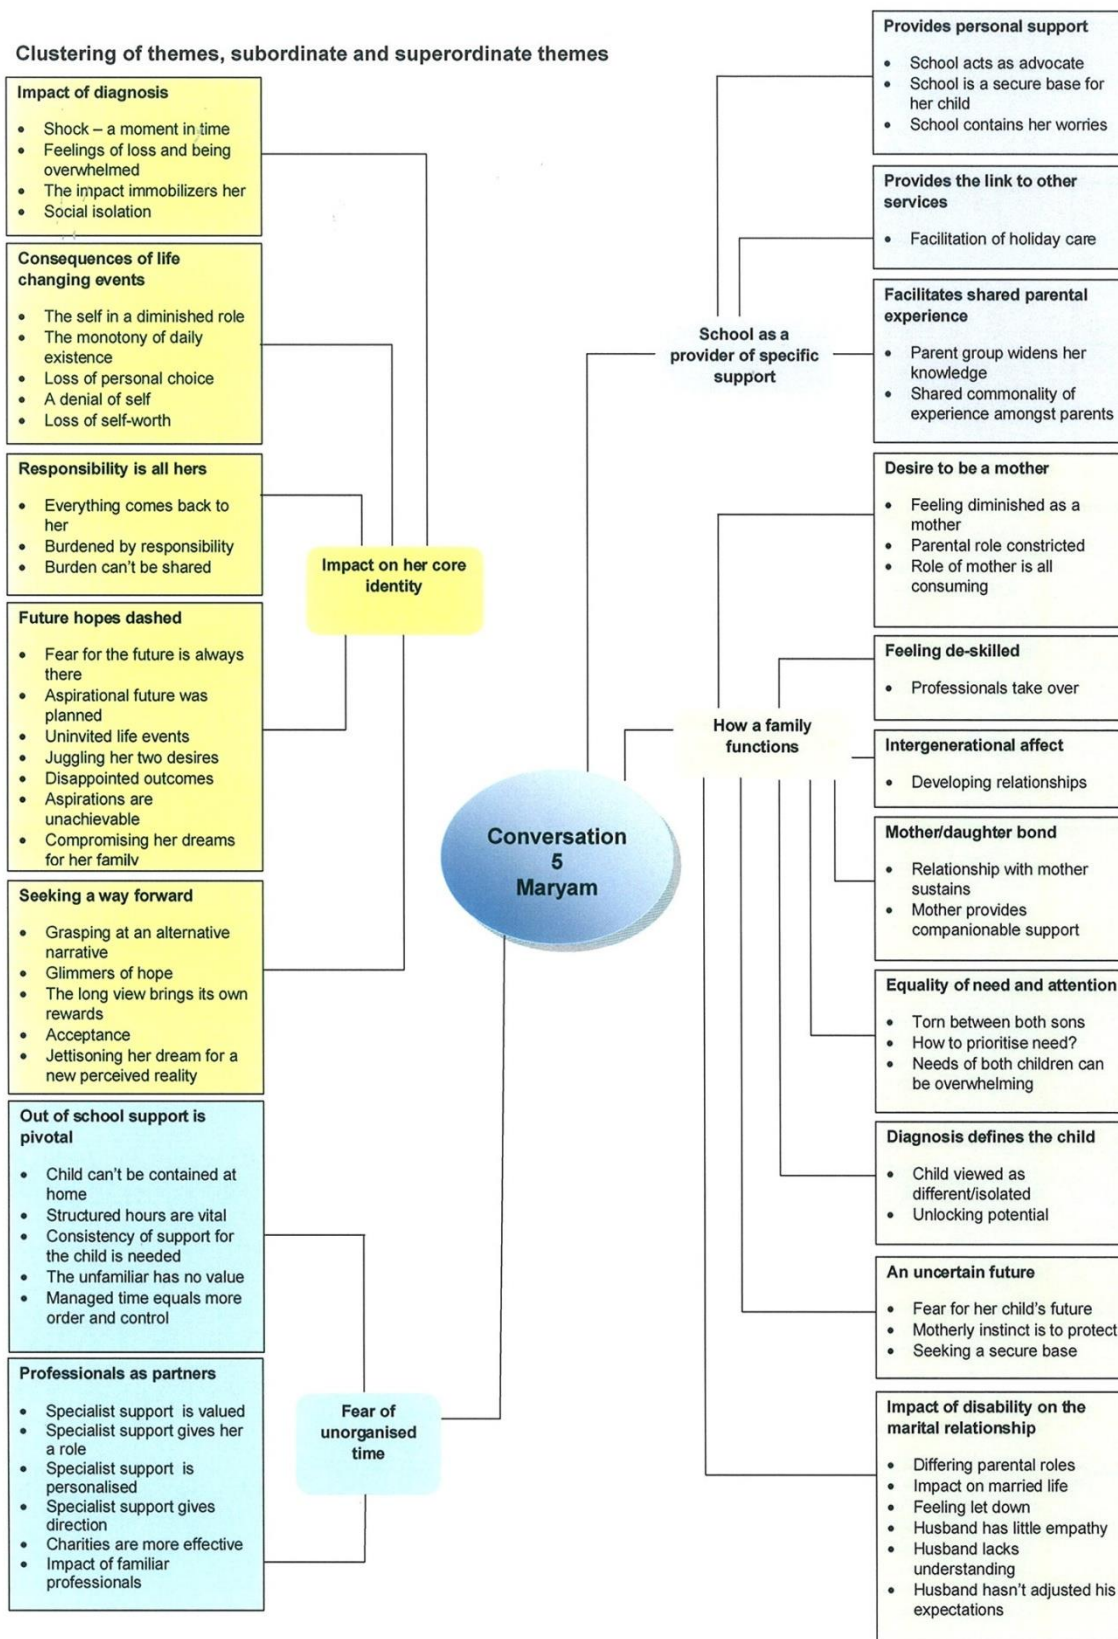 Clustering of themes, subordinate and superordinate themes
Impact of diagnosis
• Shock – a moment in time
• Feelings of loss and being
overwhelmed
• The impact immobilizers her
• Social isolation
Consequences of life
changing events
• The self in a diminished role
• The monotony of daily
existence
• Loss of personal choice
• A denial of self
• Loss of self-worth
Responsibility is all hers
• Everything comes back to
her
• Burdened by responsibility
• Burden can't be shared
Future hopes dashed
• Fear for the future is always
there
• Aspirational future was
planned
• Uninvited life events
• Juggling her two desires
• Disappointed outcomes
• Aspirations are
unachievable
• Compromising her dreams
for her family
Seeking a way forward
• Grasping at an alternative
narrative
• Glimmers of hope
• The long view brings its own
rewards
• Acceptance
• Jettisoning her dream for a
new perceived reality
Out of school support is
pivotal
• Child can't be contained at
home
• Structured hours are vital
• Consistency of support for
the child is needed
• The unfamiliar has no value
• Managed time equals more
order and control
Professionals as partners
• Specialist support is valued
• Specialist support gives her
a role
• Specialist support is
personalised
• Specialist support gives
direction
• Charities are more effective
• Impact of familiar
professionals
Impact on her core
identity
Fear of
unorganised
time
Conversation
5
Maryam
School as a
provider of specific
support
How a family
functions
Provides personal support
• School acts as advocate
• School is a secure base for
her child
• School contains her worries
Provides the link to other
services
• Facilitation of holiday care
Facilitates shared parental
experience
• Parent group widens her
knowledge
• Shared commonality of
experience amongst parents
Desire to be a mother
• Feeling diminished as a
mother
• Parental role constricted
• Role of mother is all
consuming
Feeling de-skilled
• Professionals take over
Intergenerational affect
• Developing relationships
Mother/daughter bond
• Relationship with mother
sustains
• Mother provides
companionable support
Equality of need and attention
• Torn between both sons
• How to prioritise need?
• Needs of both children can
be overwhelming
Diagnosis defines the child
• Child viewed as
different/isolated
• Unlocking potential
An uncertain future
• Fear for her child's future
• Motherly instinct is to protect
• Seeking a secure base
Impact of disability on the
marital relationship
• Differing parental roles
• Impact on married life
• Feeling let down
• Husband has little empathy
• Husband lacks
understanding
• Husband hasn't adjusted his
expectations